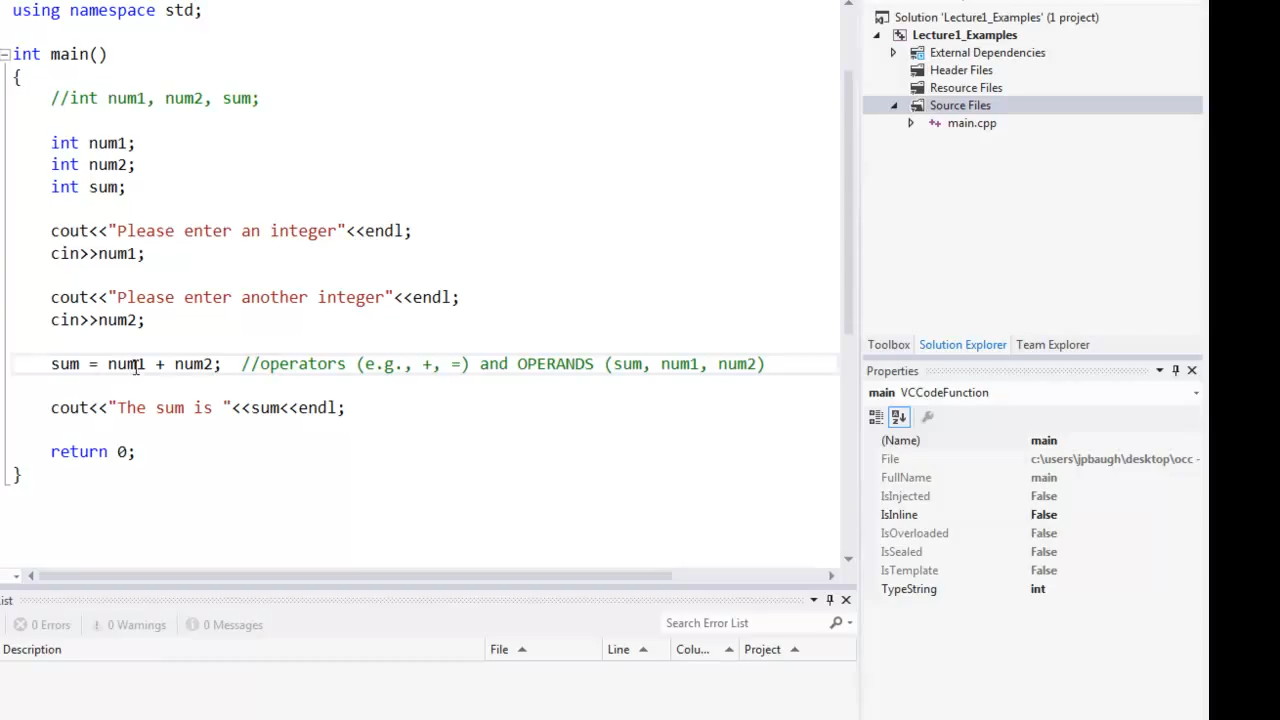 using namespace std;
int main()
{
//int num1, num2, sum;
int num1;
int num2;
int sum;
cout<<"Please enter an integer"<<endl;
cin>>num1;
cout<<"Please enter another integer"<<endl;
cin>>num2;
sum = num1 + num2;  //operators (e.g., +, =) and OPERANDS (sum, num1, num2)
cout<<"The sum is "<<sum<<endl;
return 0;
}
ist
0 Errors
0 Warnings
0 Messages
Search Error List
Description
File
Line
Colu...
Project
Solution 'Lecture1_Examples' (1 project)
Lecture1_Examples
External Dependencies
Header Files
Resource Files
Source Files
main.cpp
Toolbox
Solution Explorer
Team Explorer
Properties
main VCCodeFunction
(Name) main
File c:\users\jpbaugh\desktop\occ -
FullName main
IsInjected False
IsInline False
IsOverloaded False
IsSealed False
IsTemplate False
TypeString int